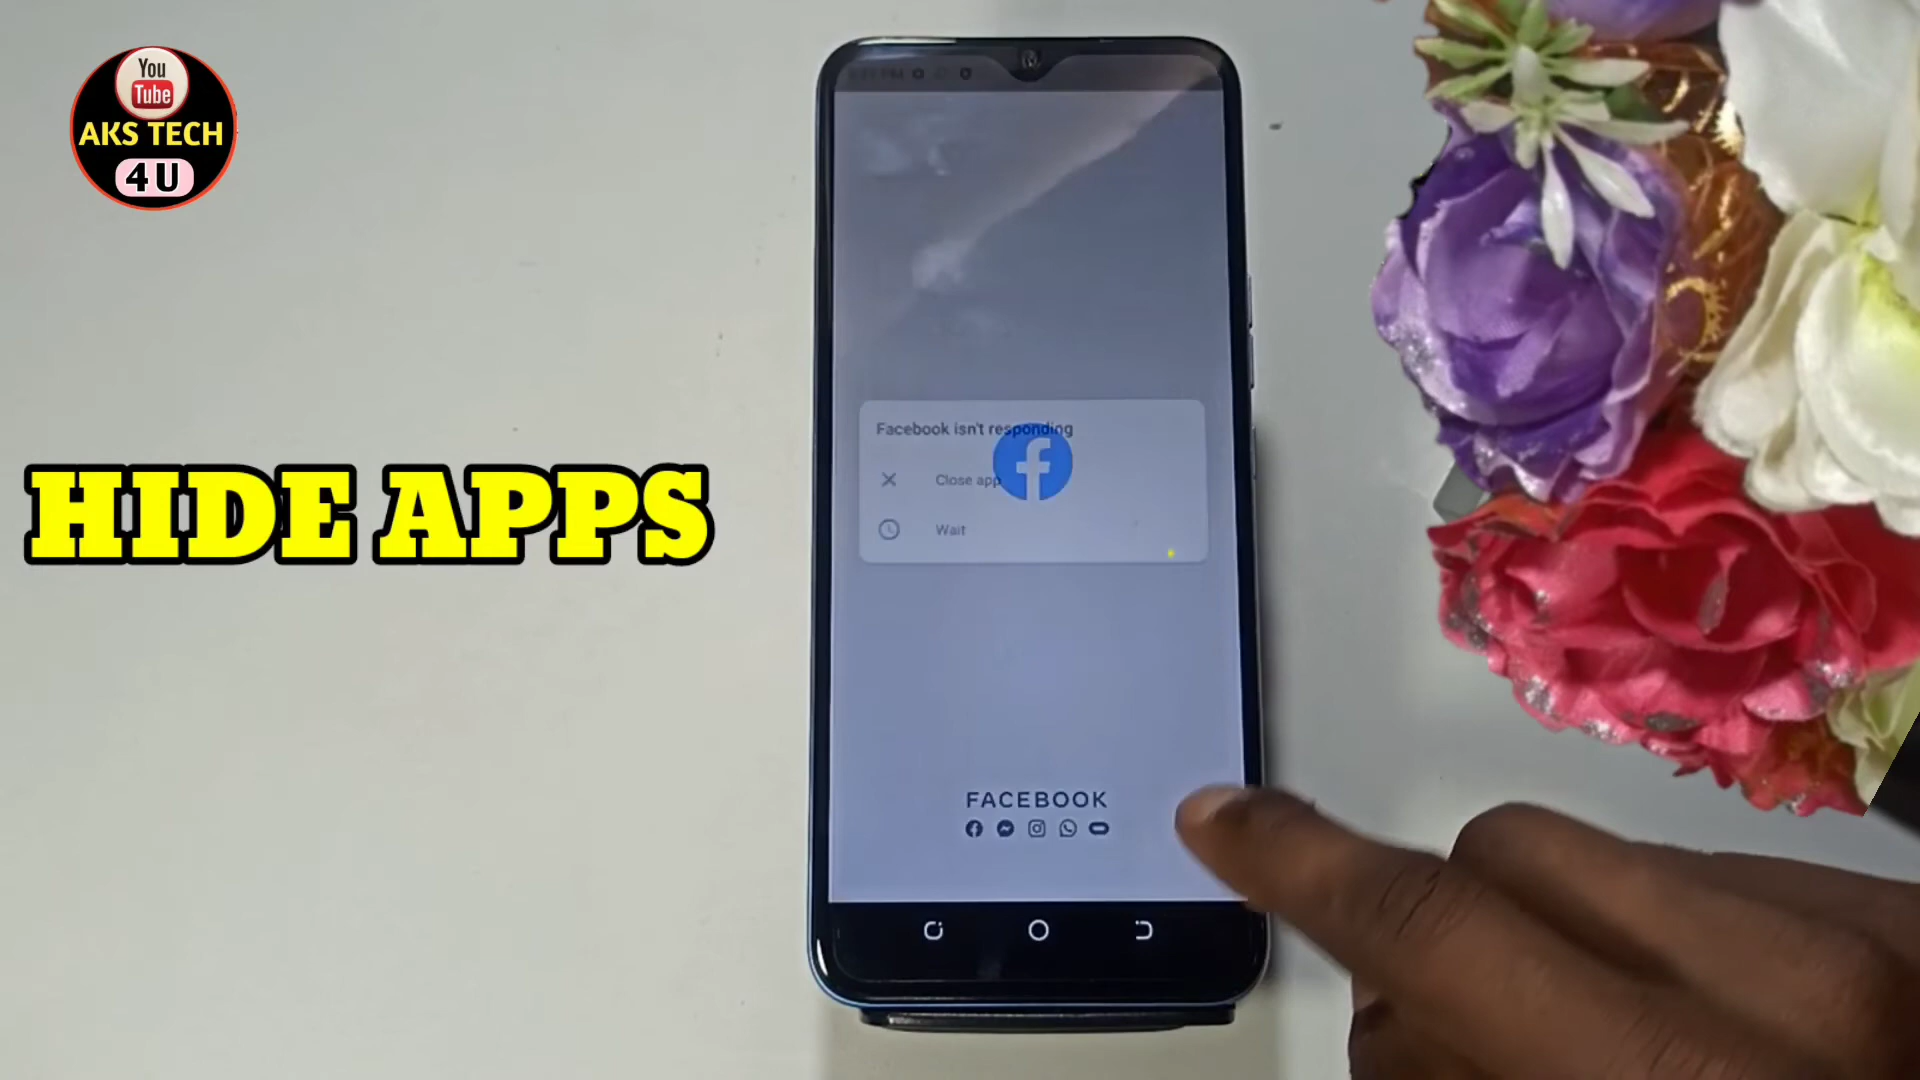 You
Tube
AKS TECH
4U
HIDE APPS
Facebook isn't responding
Close app
Wait
FACEBOOK